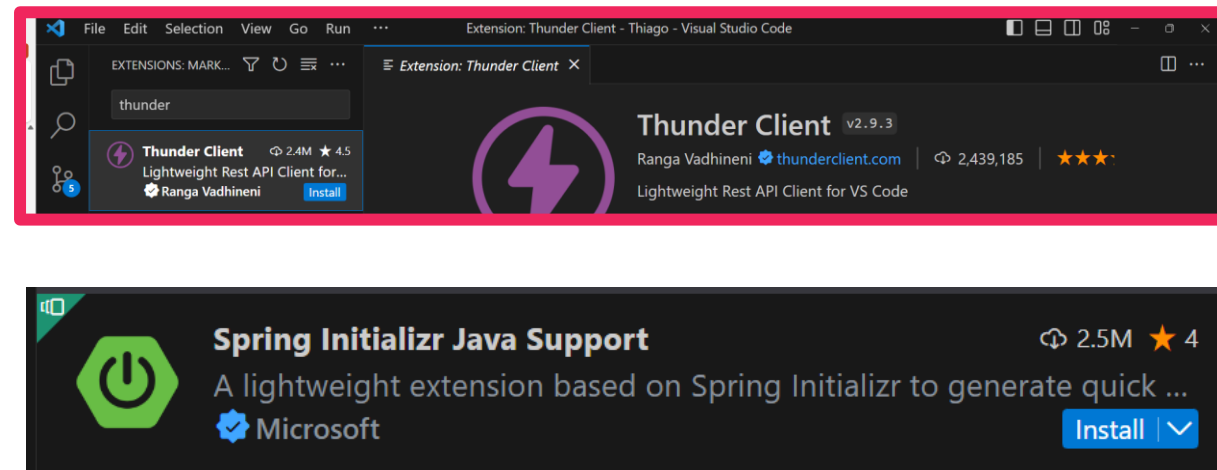 File Edit Selection View Go Run ··· Extension: Thunder Client - Thiago - Visual Studio Code
EXTENSIONS: MARK... ··· Extension: Thunder Client
thunder
Thunder Client v2.9.3
Thunder Client 2.4M ★ 4.5
Ranga Vadhineni thunderclient.com 2,439,185 ★★★
Lightweight Rest API Client for...
Lightweight Rest API Client for VS Code
Ranga Vadhineni Install
5
Spring Initializr Java Support 2.5M ★ 4
A lightweight extension based on Spring Initializr to generate quick ...
Microsoft Install